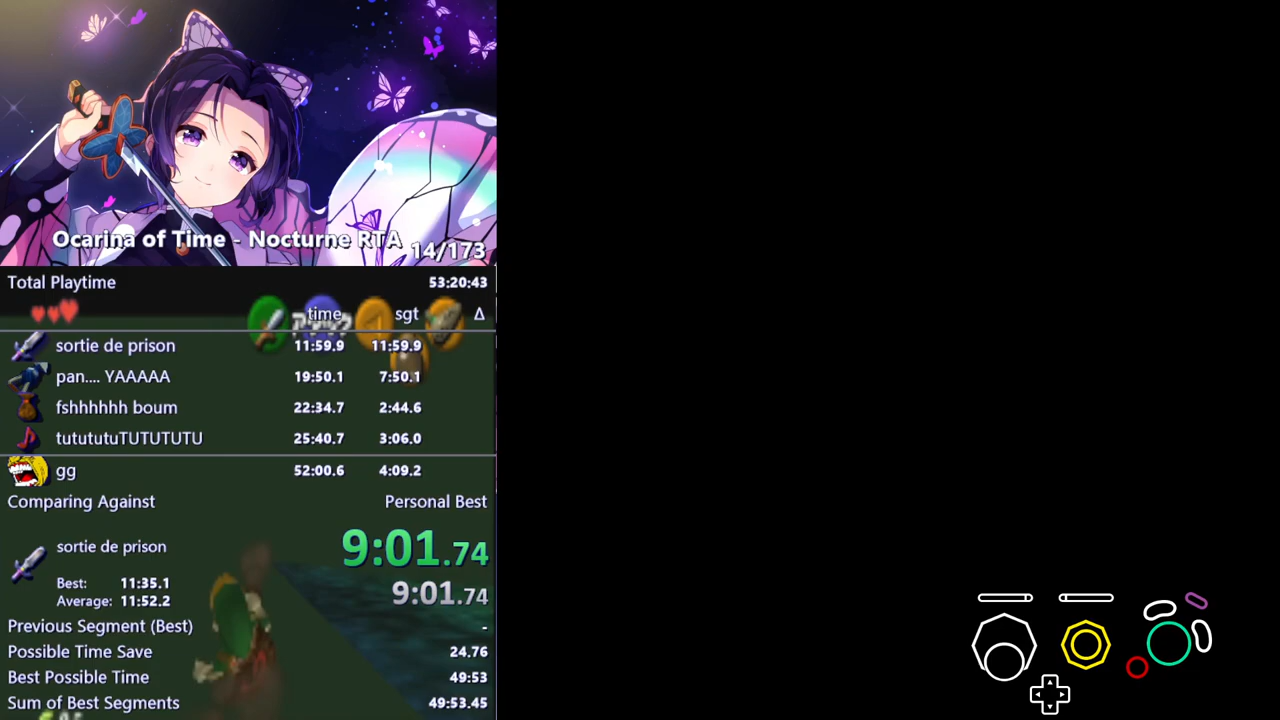 Ocarina of Time - Nocturne RTA
14/173
Total Playtime 53:20:43
time sgt Δ
sortie de prison 11:59.9 11:59.9
pan.... YAAAAA 19:50.1 7:50.1
fshhhhhh boum 22:34.7 2:44.6
tutututuTUTUTUTU 25:40.7 3:06.0
gg 52:00.6 4:09.2
Comparing Against Personal Best
sortie de prison 9:01.74
Best: 11:35.1 9:01.74
Average: 11:52.2
Previous Segment (Best) -
Possible Time Save 24.76
Best Possible Time 49:53
Sum of Best Segments 49:53.45